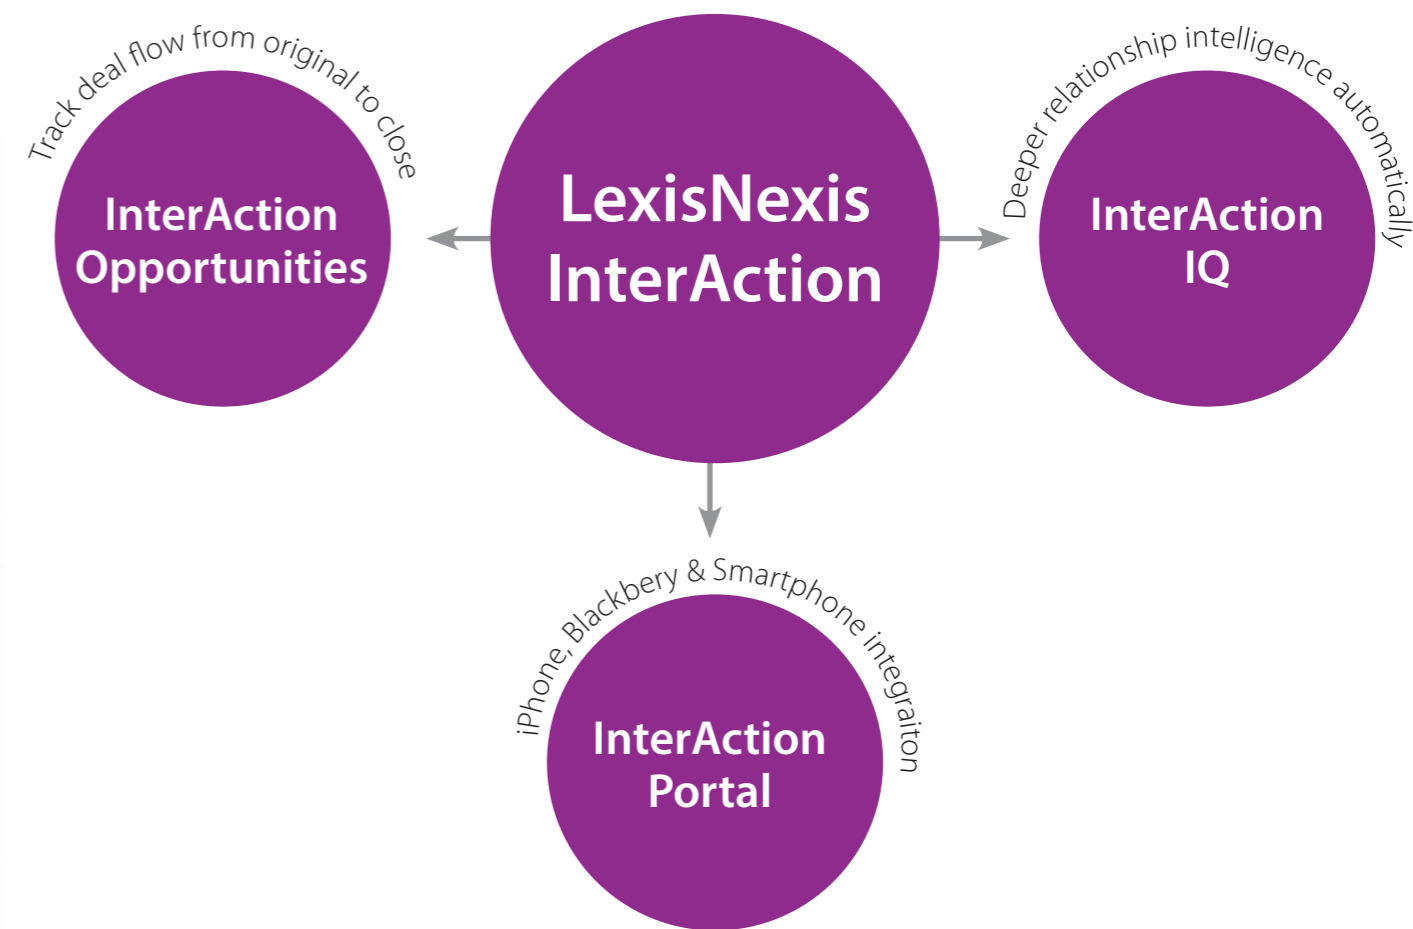 Track deal flow from original to close
InterAction
Opportunities
LexisNexis
InterAction
Deeper relationship intelligence automatically
InterAction
IQ
iPhone, Blackbery & Smartphone integraiton
InterAction
Portal